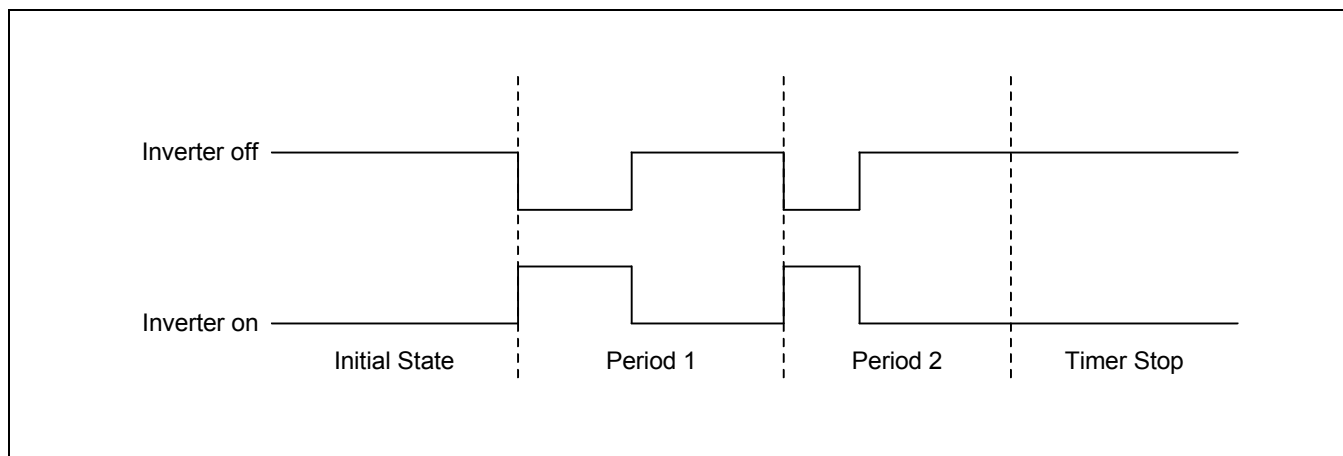 Inverter off
Inverter on
Initial State
Period 1
Period 2
Timer Stop